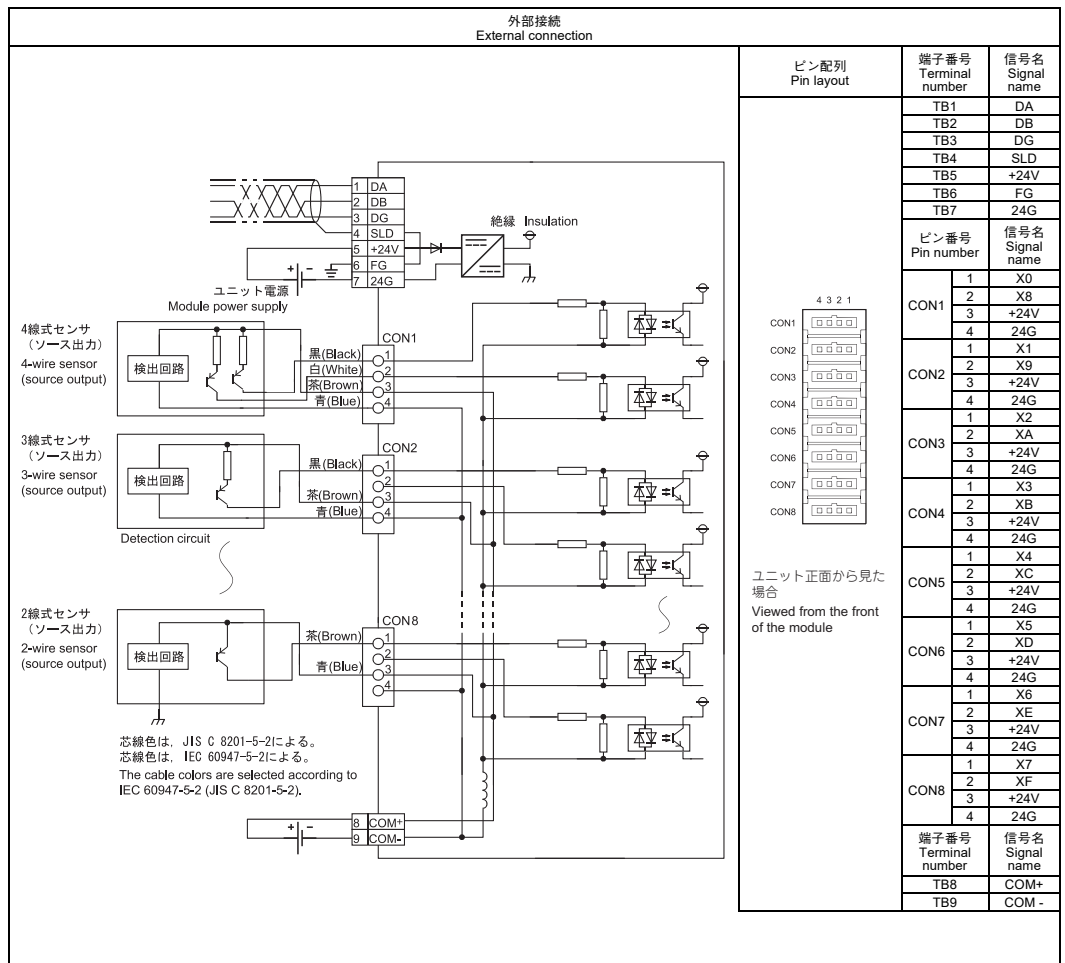 外部接続
External connection
1 DA
2 DB
3 DG
4 SLD
5 +24V
6 FG
7 24G
絶縁 Insulation
+ -
ユニット電源
Module power supply
4線式センサ
（ソース出力）
4-wire sensor
(source output)
検出回路
CON1
黒(Black) 1
白(White) 2
茶(Brown) 3
青(Blue) 4
3線式センサ
（ソース出力）
3-wire sensor
(source output)
検出回路
Detection circuit
CON2
黒(Black) 1
2
茶(Brown) 3
青(Blue) 4
2線式センサ
（ソース出力）
2-wire sensor
(source output)
検出回路
CON8
茶(Brown) 1
2
青(Blue) 3
4
芯線色は，JIS C 8201-5-2による。
芯線色は，IEC 60947-5-2による。
The cable colors are selected according to
IEC 60947-5-2 (JIS C 8201-5-2).
+ -
8 COM+
9 COM-
ピン配列
Pin layout
4 3 2 1
CON1
CON2
CON3
CON4
CON5
CON6
CON7
CON8
ユニット正面から見た
場合
Viewed from the front
of the module
端子番号 信号名
Terminal Signal
number name
TB1 DA
TB2 DB
TB3 DG
TB4 SLD
TB5 +24V
TB6 FG
TB7 24G
ピン番号 信号名
Pin number Signal
name
CON1
1 X0
2 X8
3 +24V
4 24G
CON2
1 X1
2 X9
3 +24V
4 24G
CON3
1 X2
2 XA
3 +24V
4 24G
CON4
1 X3
2 XB
3 +24V
4 24G
CON5
1 X4
2 XC
3 +24V
4 24G
CON6
1 X5
2 XD
3 +24V
4 24G
CON7
1 X6
2 XE
3 +24V
4 24G
CON8
1 X7
2 XF
3 +24V
4 24G
端子番号 信号名
Terminal Signal
number name
TB8 COM+
TB9 COM -